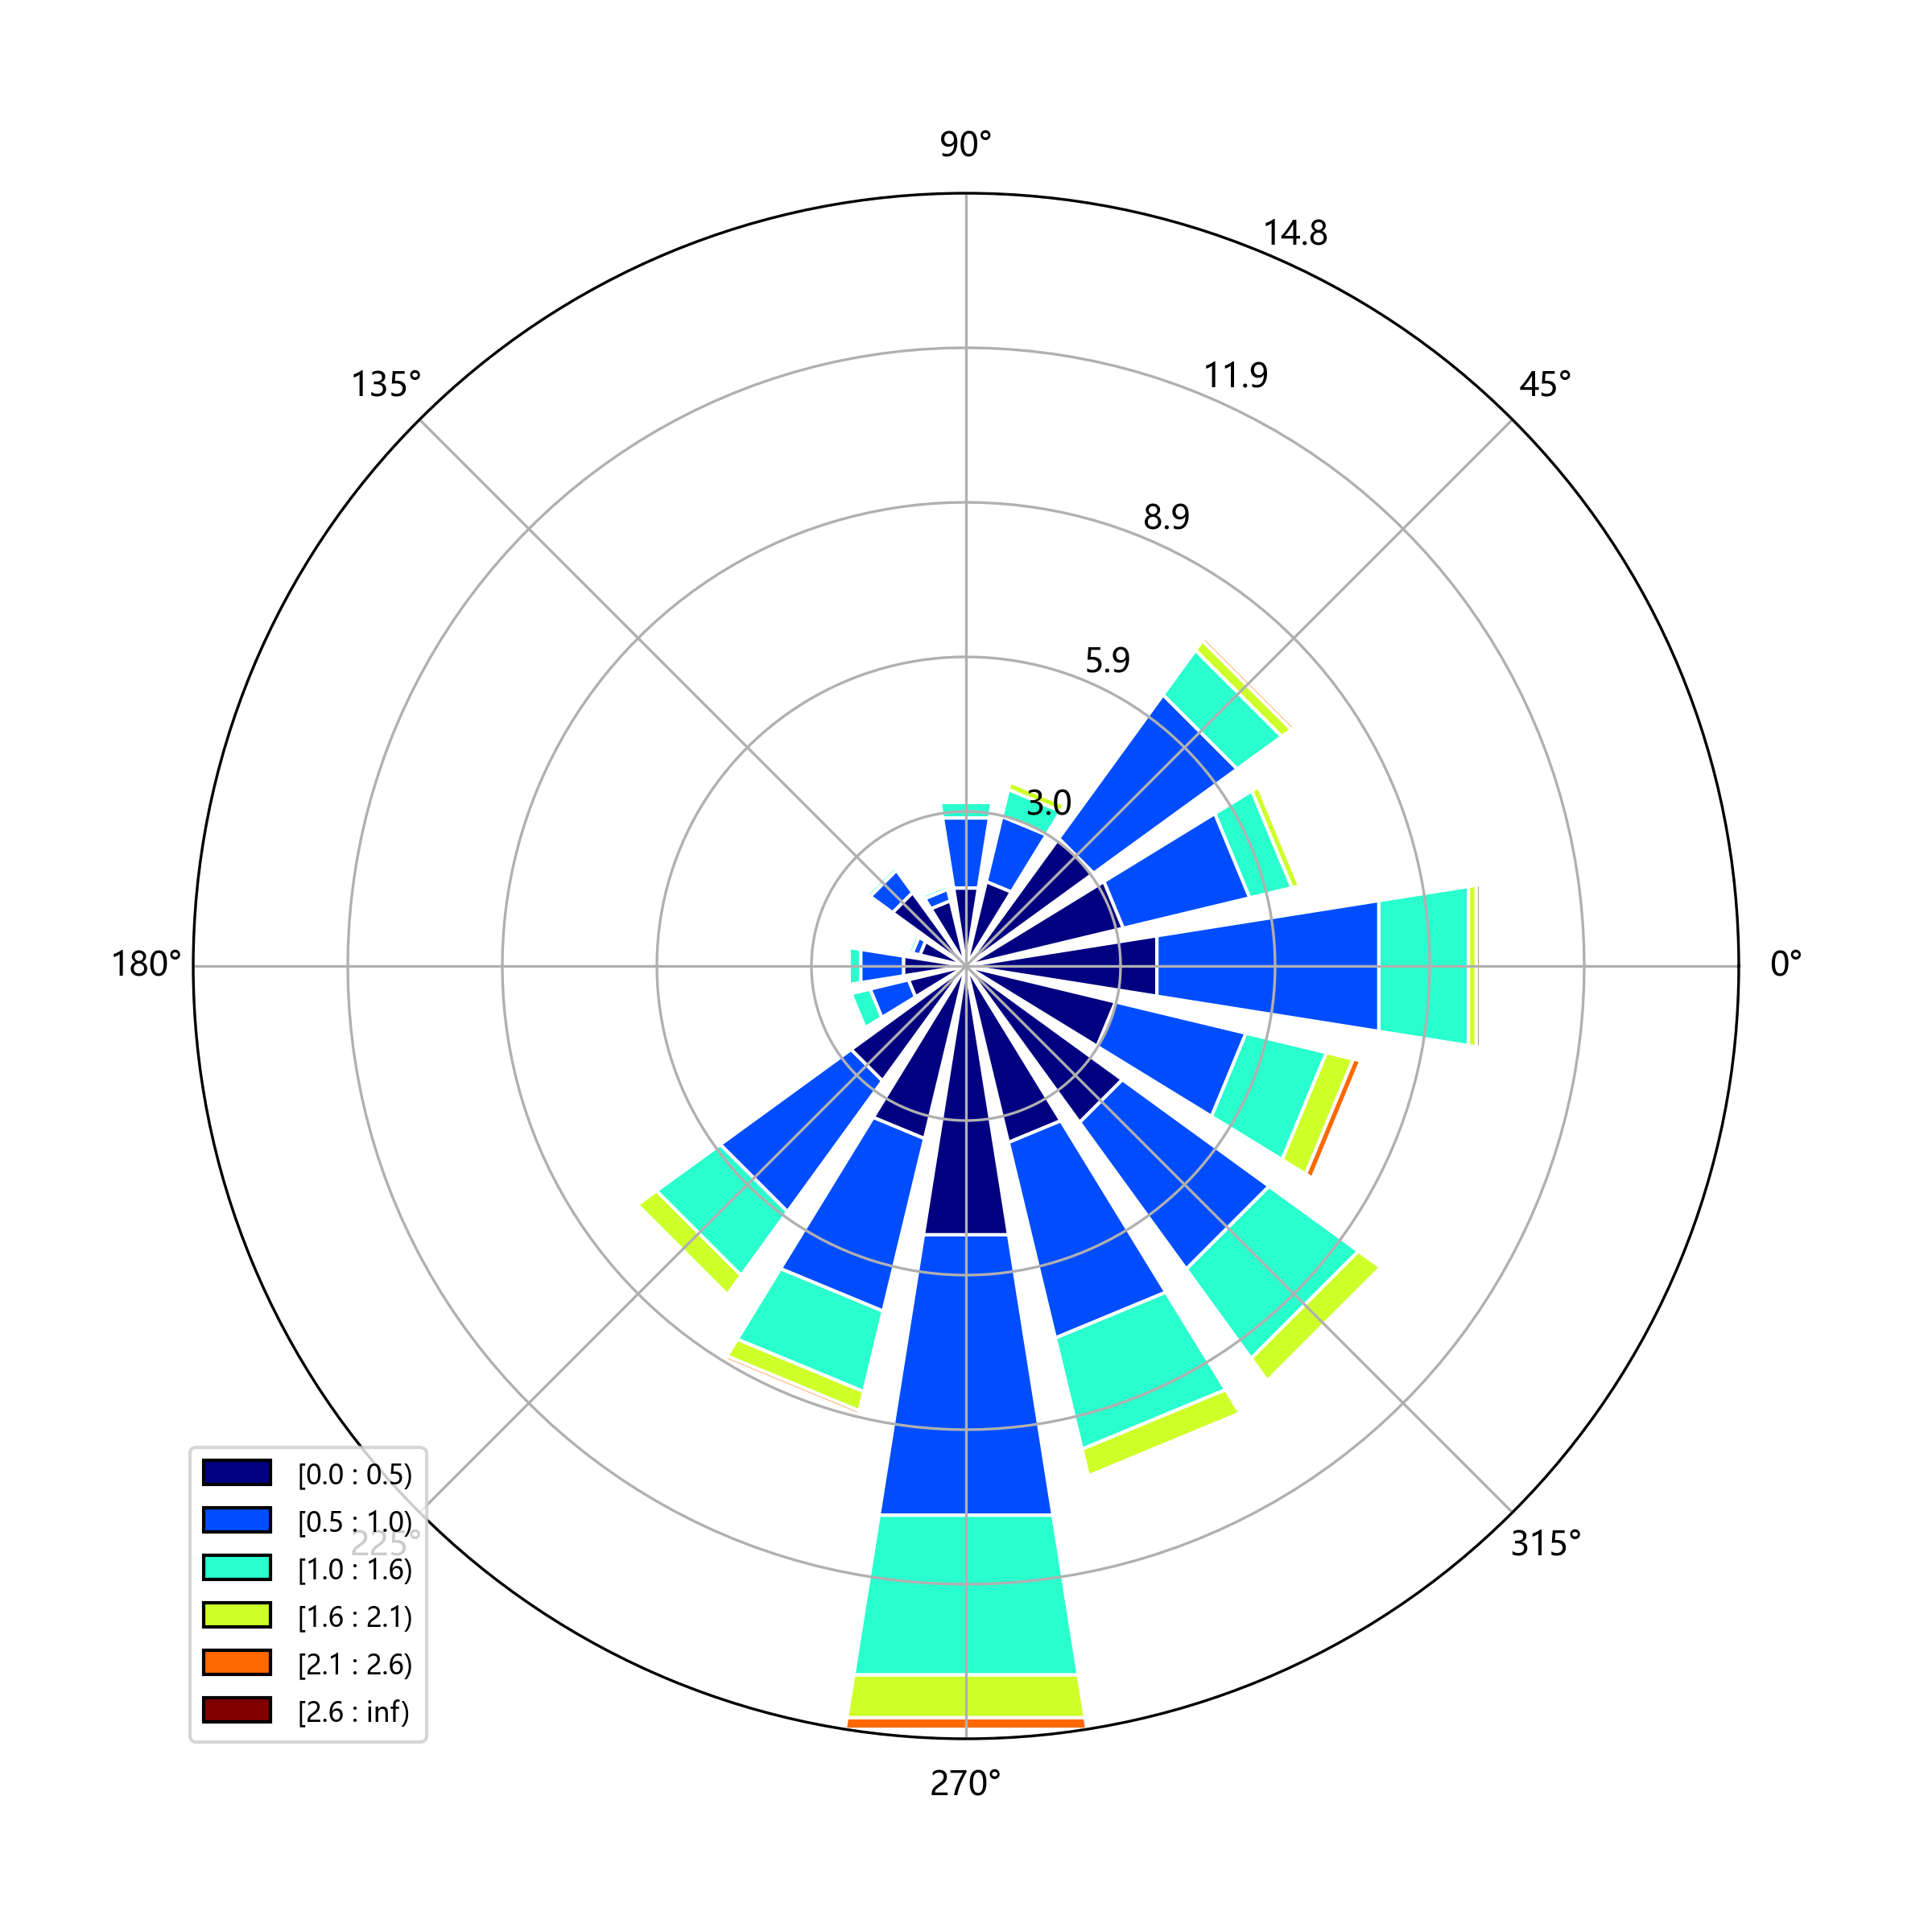 90°
14.8
11.9
135°
45°
8.9
5.9
3.0
180°
0°
[0.0 : 0.5)
[0.5 : 1.0)
225°
315°
[1.0 : 1.6)
[1.6 : 2.1)
[2.1 : 2.6)
[2.6 : inf)
270°